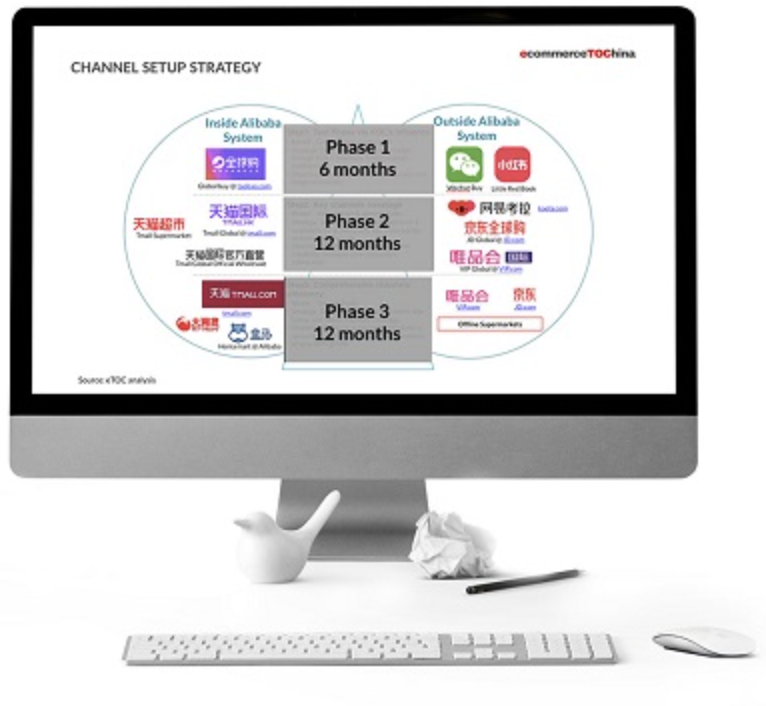 ecommerceTOChina
CHANNEL SETUP STRATEGY
Inside Alibaba
System
Outside Alibaba
System
Phase 1
6 months
全球购
Globalbuy @ taobao.com
小红书
Little Red Book
Phase 2
12 months
天猫超市
Tmall Supermarket
天猫国际
TMALL.HK
Tmall Global @ tmall.com
天猫国际官方直营
Tmall Global Official Wholesale
网易考拉
kaola.com
京东全球购
JD Global @ JD.com
唯品会 国际
VIP Global @ VIP.com
Phase 3
12 months
天猫 TMALL.COM
tmall.com
盒马
Hema mart @ Alibaba
唯品会
VIP.com
京东
JD.com
Offline Supermarkets
Source: eTOC analysis